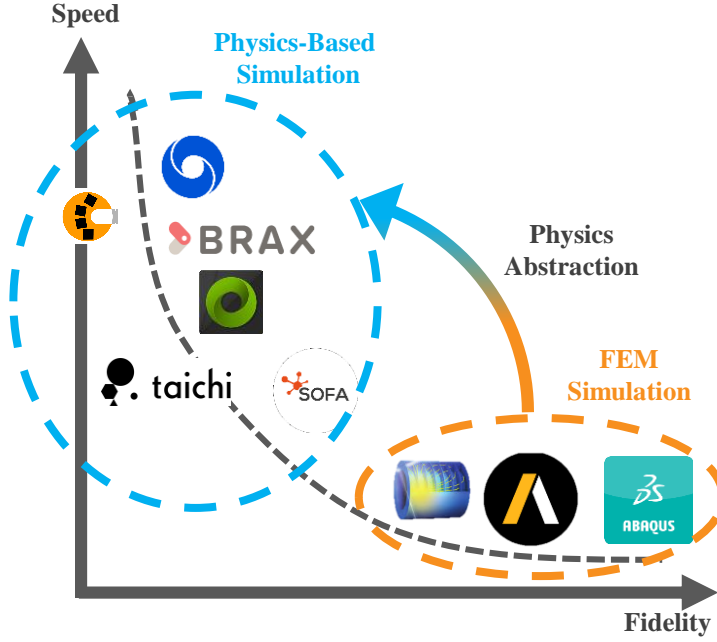 Speed
Physics-Based
Simulation
BRAX
Physics
Abstraction
taichi
SOFA
FEM
Simulation
ABAQUS
Fidelity